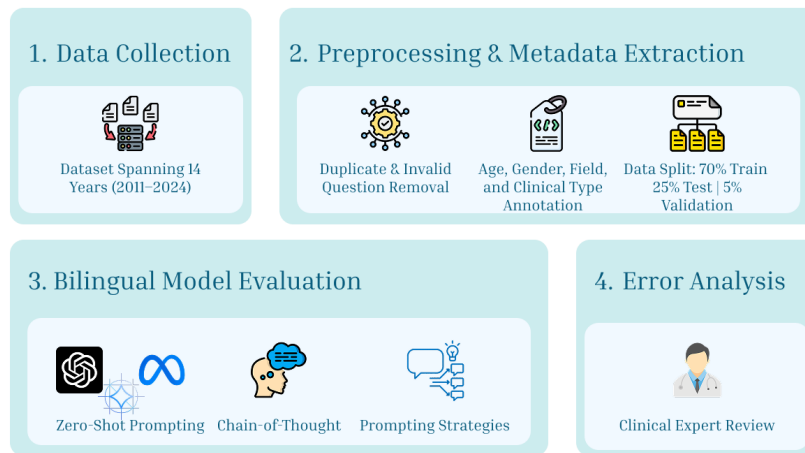 1. Data Collection
Dataset Spanning 14
Years (2011–2024)
2. Preprocessing & Metadata Extraction
Duplicate & Invalid
Question Removal
Age, Gender, Field,
and Clinical Type
Annotation
Data Split: 70% Train
25% Test | 5%
Validation
3. Bilingual Model Evaluation
Zero-Shot Prompting
Chain-of-Thought
Prompting Strategies
4. Error Analysis
Clinical Expert Review